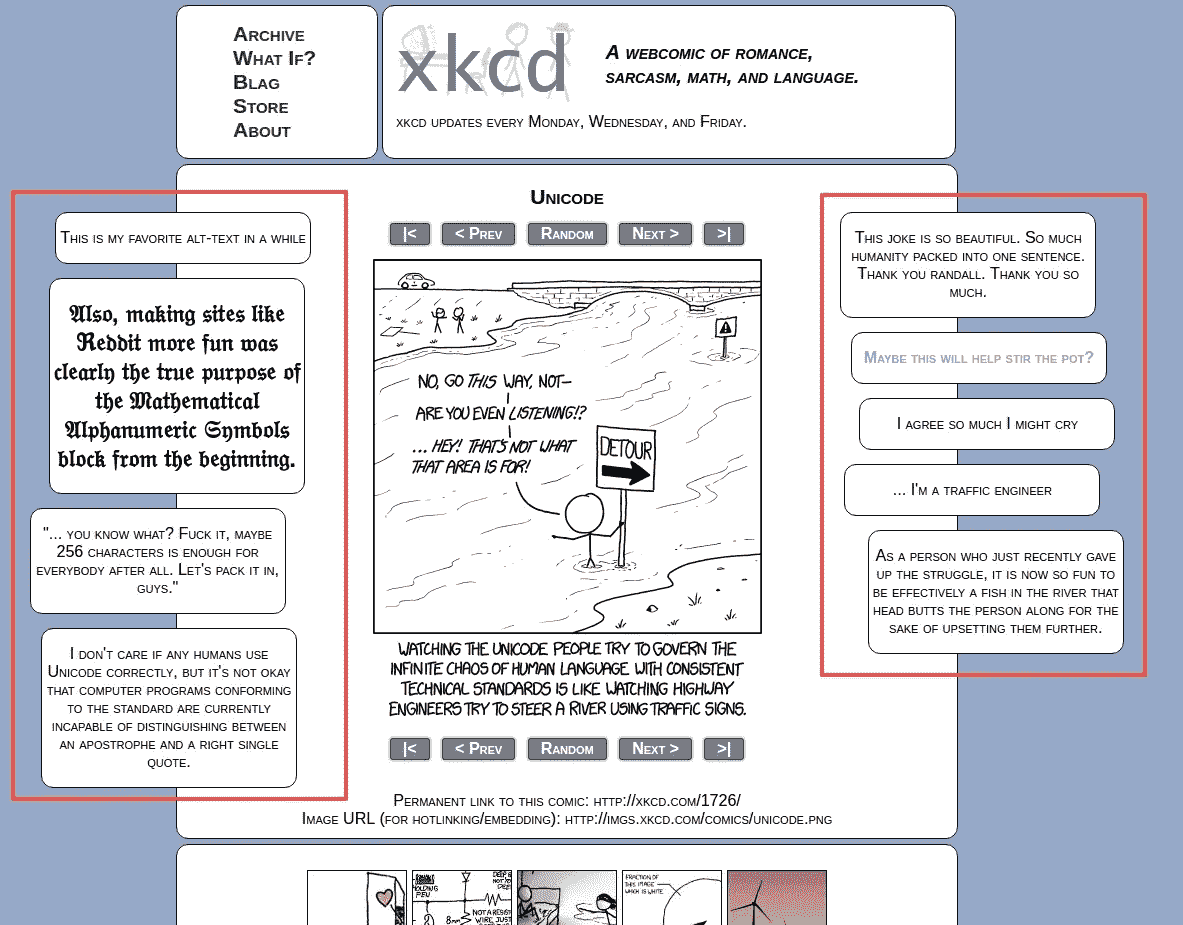 Archive
What If?
Blag
Store
About
xkcd
A webcomic of romance,
sarcasm, math, and language.
xkcd updates every Monday, Wednesday, and Friday.
Unicode
|<
< Prev
Random
Next >
>|
This is my favorite alt-text in a while
Also, making sites like
Reddit more fun was
clearly the true purpose of
the Mathematical
Alphanumeric Symbols
block from the beginning.
"... you know what? Fuck it, maybe
256 characters is enough for
everybody after all. Let's pack it in,
guys."
I don't care if any humans use
Unicode correctly, but it's not okay
that computer programs conforming
to the standard are currently
incapable of distinguishing between
an apostrophe and a right single
quote.
NO, GO THIS WAY, NOT—
ARE YOU EVEN LISTENING!?
... HEY! THAT'S NOT WHAT
THAT AREA IS FOR!
DETOUR
WATCHING THE UNICODE PEOPLE TRY TO GOVERN THE
INFINITE CHAOS OF HUMAN LANGUAGE WITH CONSISTENT
TECHNICAL STANDARDS IS LIKE WATCHING HIGHWAY
ENGINEERS TRY TO STEER A RIVER USING TRAFFIC SIGNS.
This joke is so beautiful. So much
humanity packed into one sentence.
Thank you randall. Thank you so
much.
Maybe this will help stir the pot?
I agree so much I might cry
... I'm a traffic engineer
As a person who just recently gave
up the struggle, it is now so fun to
be effectively a fish in the river that
head butts the person along for the
sake of upsetting them further.
|<
< Prev
Random
Next >
>|
Permanent link to this comic: http://xkcd.com/1726/
Image URL (for hotlinking/embedding): http://imgs.xkcd.com/comics/unicode.png
HOLDING
PEU
NOT A RESIST
WIRE JUST
FRACTION OF
THIS IMAGE
WHICH IS WHITE